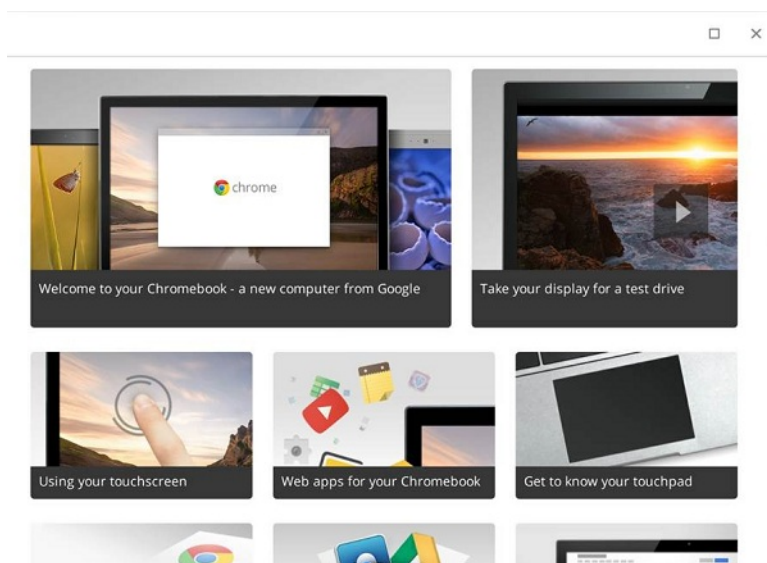 chrome
Welcome to your Chromebook - a new computer from Google
Take your display for a test drive
Using your touchscreen
Web apps for your Chromebook
Get to know your touchpad